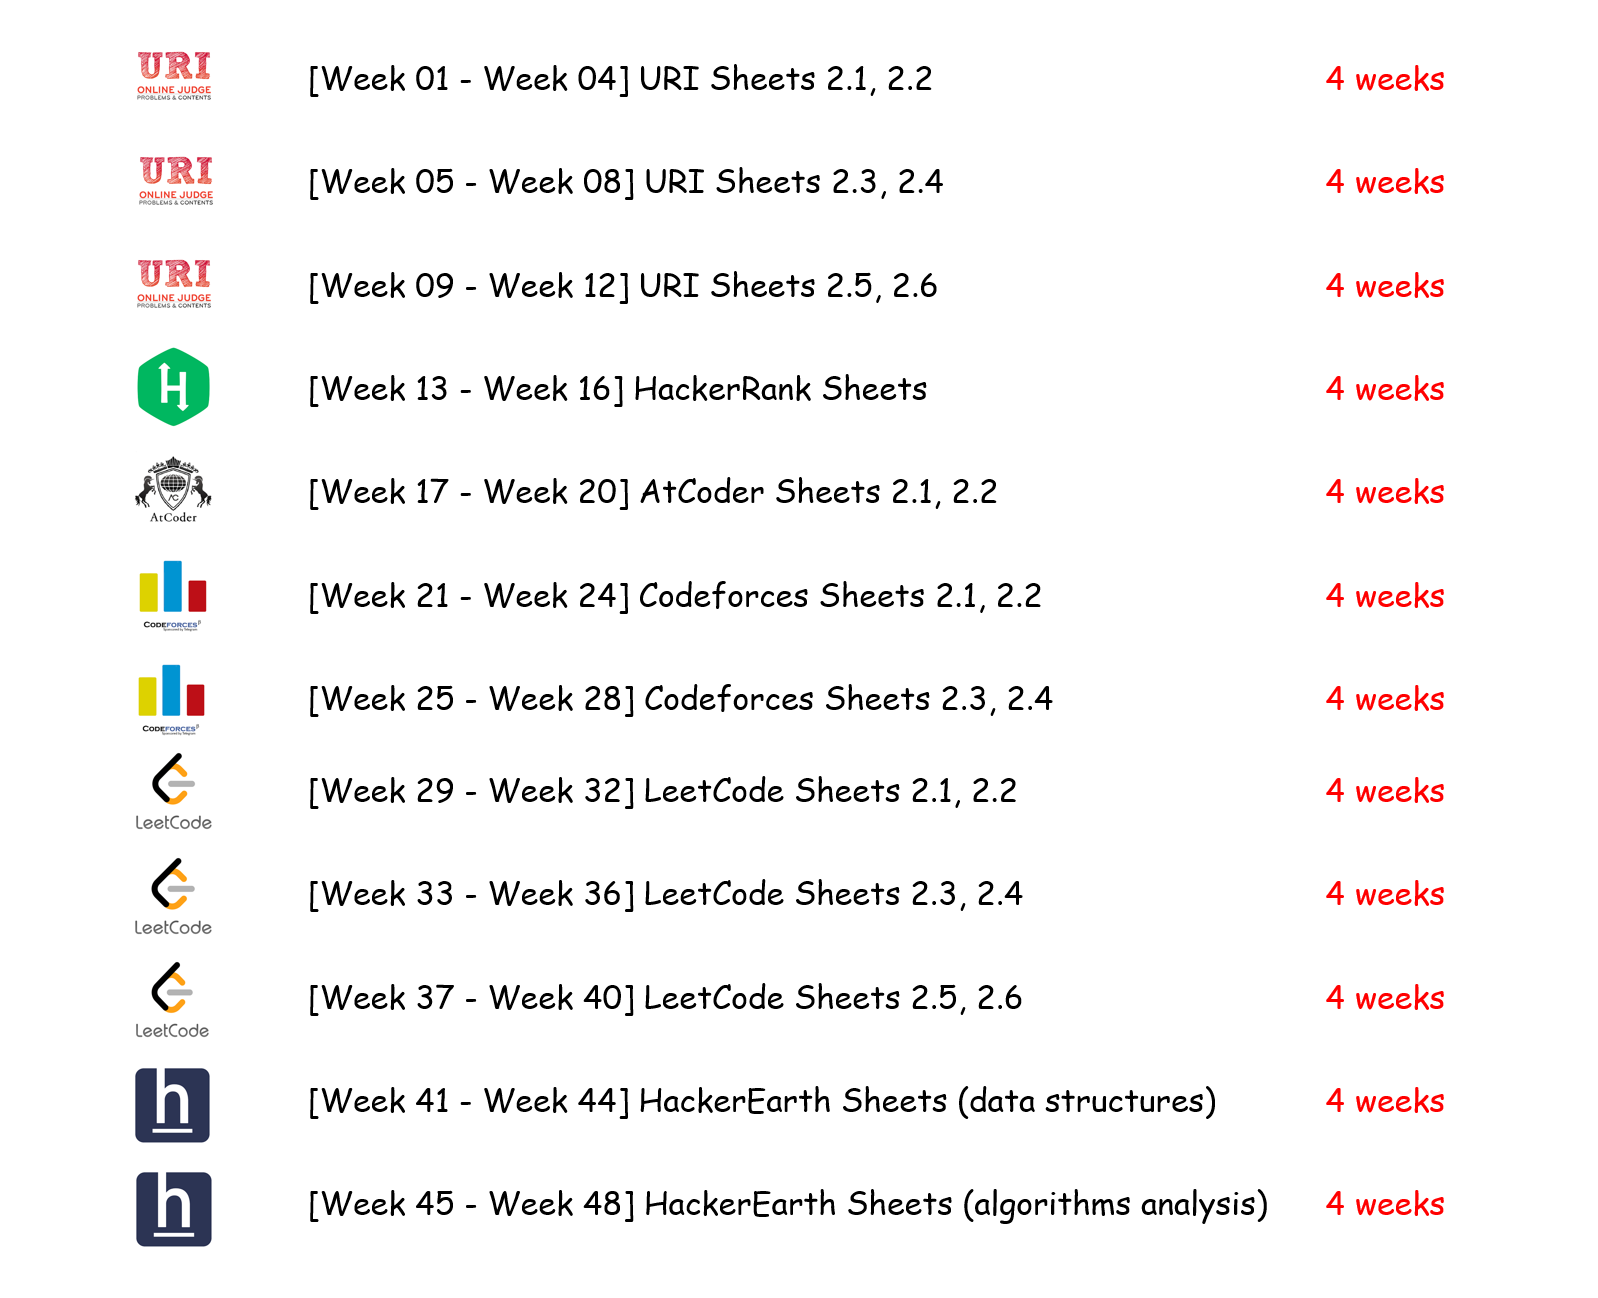 URI
ONLINE JUDGE
PROBLEMS & CONTENTS
[Week 01 - Week 04] URI Sheets 2.1, 2.2 4 weeks
URI
ONLINE JUDGE
PROBLEMS & CONTENTS
[Week 05 - Week 08] URI Sheets 2.3, 2.4 4 weeks
URI
ONLINE JUDGE
PROBLEMS & CONTENTS
[Week 09 - Week 12] URI Sheets 2.5, 2.6 4 weeks
H
[Week 13 - Week 16] HackerRank Sheets 4 weeks
AC
AtCoder
[Week 17 - Week 20] AtCoder Sheets 2.1, 2.2 4 weeks
[Week 21 - Week 24] Codeforces Sheets 2.1, 2.2 4 weeks
CODEFORCES β
Sponsored by Telegram
[Week 25 - Week 28] Codeforces Sheets 2.3, 2.4 4 weeks
CODEFORCES β
Sponsored by Telegram
[Week 29 - Week 32] LeetCode Sheets 2.1, 2.2 4 weeks
LeetCode
[Week 33 - Week 36] LeetCode Sheets 2.3, 2.4 4 weeks
LeetCode
[Week 37 - Week 40] LeetCode Sheets 2.5, 2.6 4 weeks
LeetCode
h
[Week 41 - Week 44] HackerEarth Sheets (data structures) 4 weeks
h
[Week 45 - Week 48] HackerEarth Sheets (algorithms analysis) 4 weeks